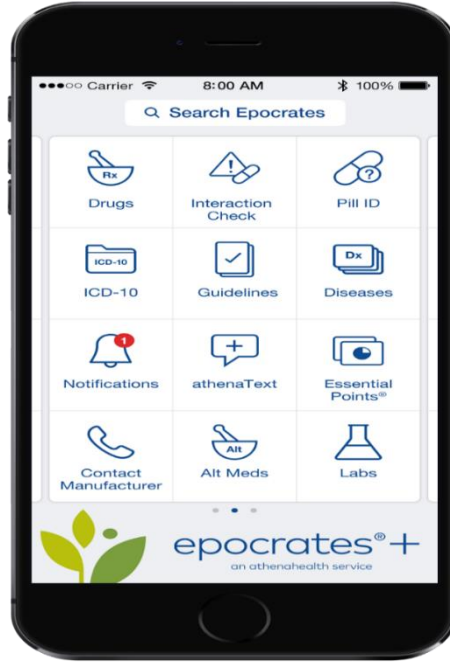 Carrier 8:00 AM 100%
Search Epocrates
Rx
Drugs
Interaction
Check
?
Pill ID
ICD-10
ICD-10
Guidelines
Dx
Diseases
1
Notifications
athenaText
Essential
Points®
Contact
Manufacturer
Alt
Alt Meds
Labs
epocrates®+
an athenahealth service